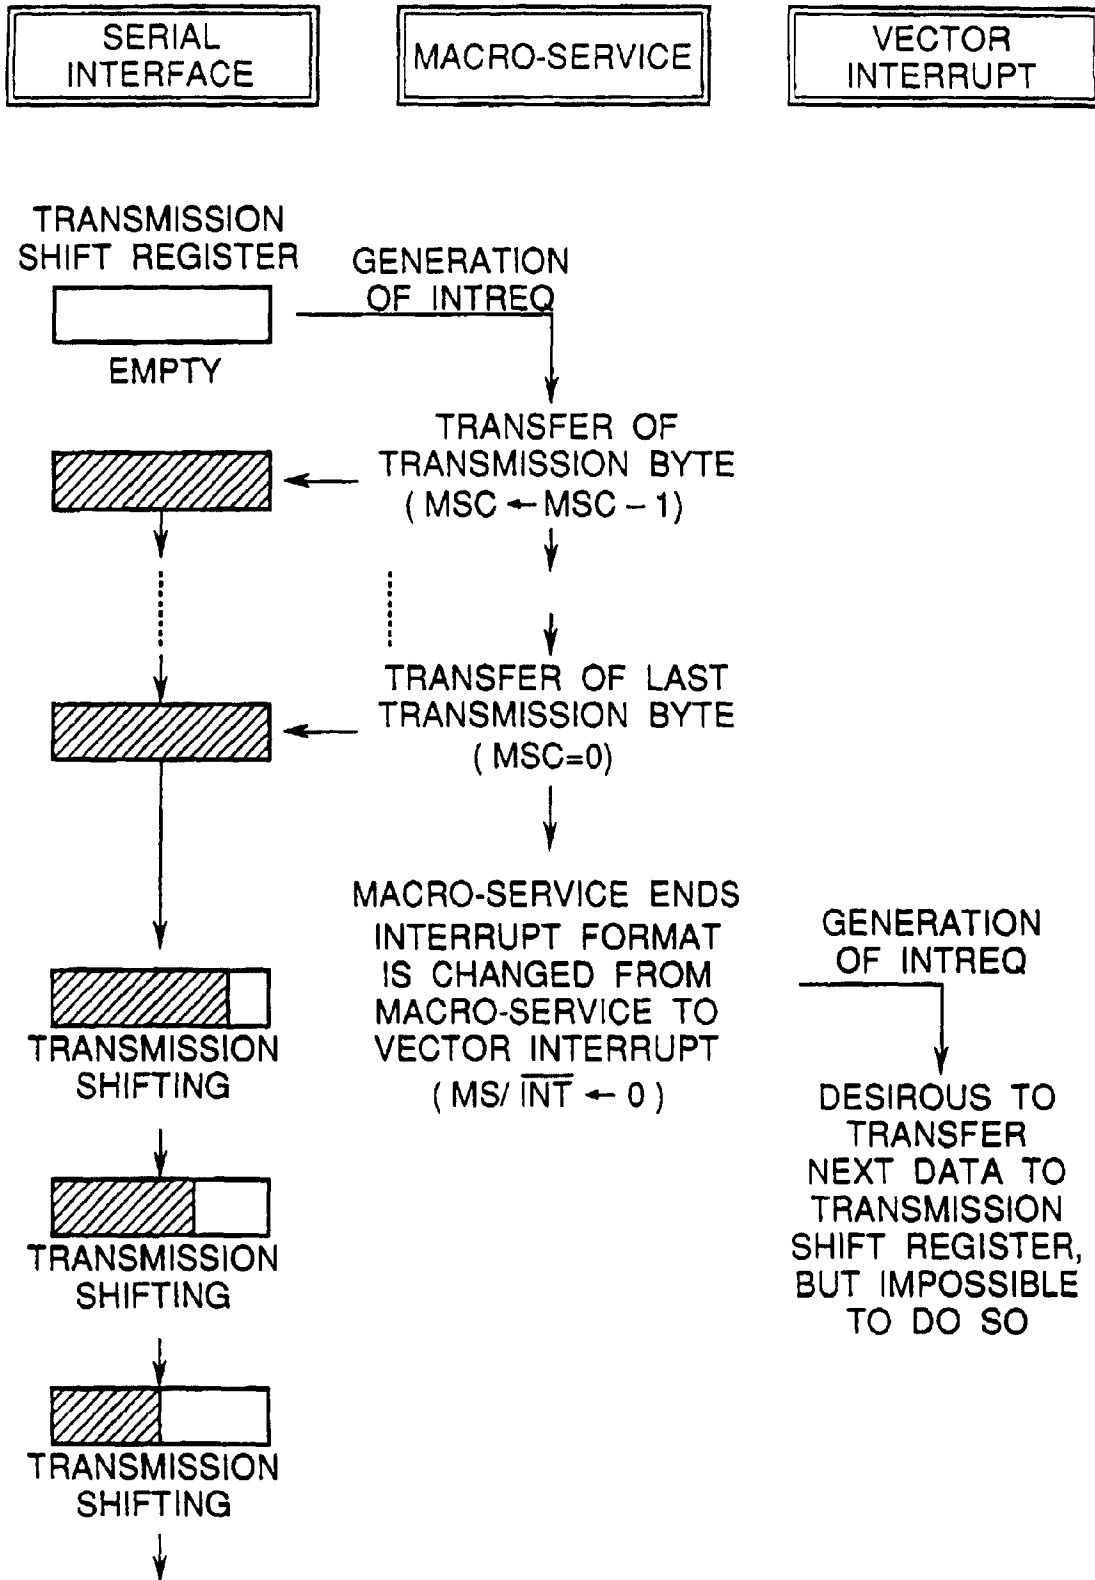 SERIAL
INTERFACE
MACRO-SERVICE
VECTOR
INTERRUPT
TRANSMISSION
SHIFT REGISTER
EMPTY
GENERATION
OF INTREQ
TRANSFER OF
TRANSMISSION BYTE
( MSC ← MSC – 1)
TRANSFER OF LAST
TRANSMISSION BYTE
( MSC=0)
MACRO-SERVICE ENDS
INTERRUPT FORMAT
IS CHANGED FROM
MACRO-SERVICE TO
VECTOR INTERRUPT
( MS/ I̅N̅T̅ ← 0 )
GENERATION
OF INTREQ
DESIROUS TO
TRANSFER
NEXT DATA TO
TRANSMISSION
SHIFT REGISTER,
BUT IMPOSSIBLE
TO DO SO
TRANSMISSION
SHIFTING
TRANSMISSION
SHIFTING
TRANSMISSION
SHIFTING